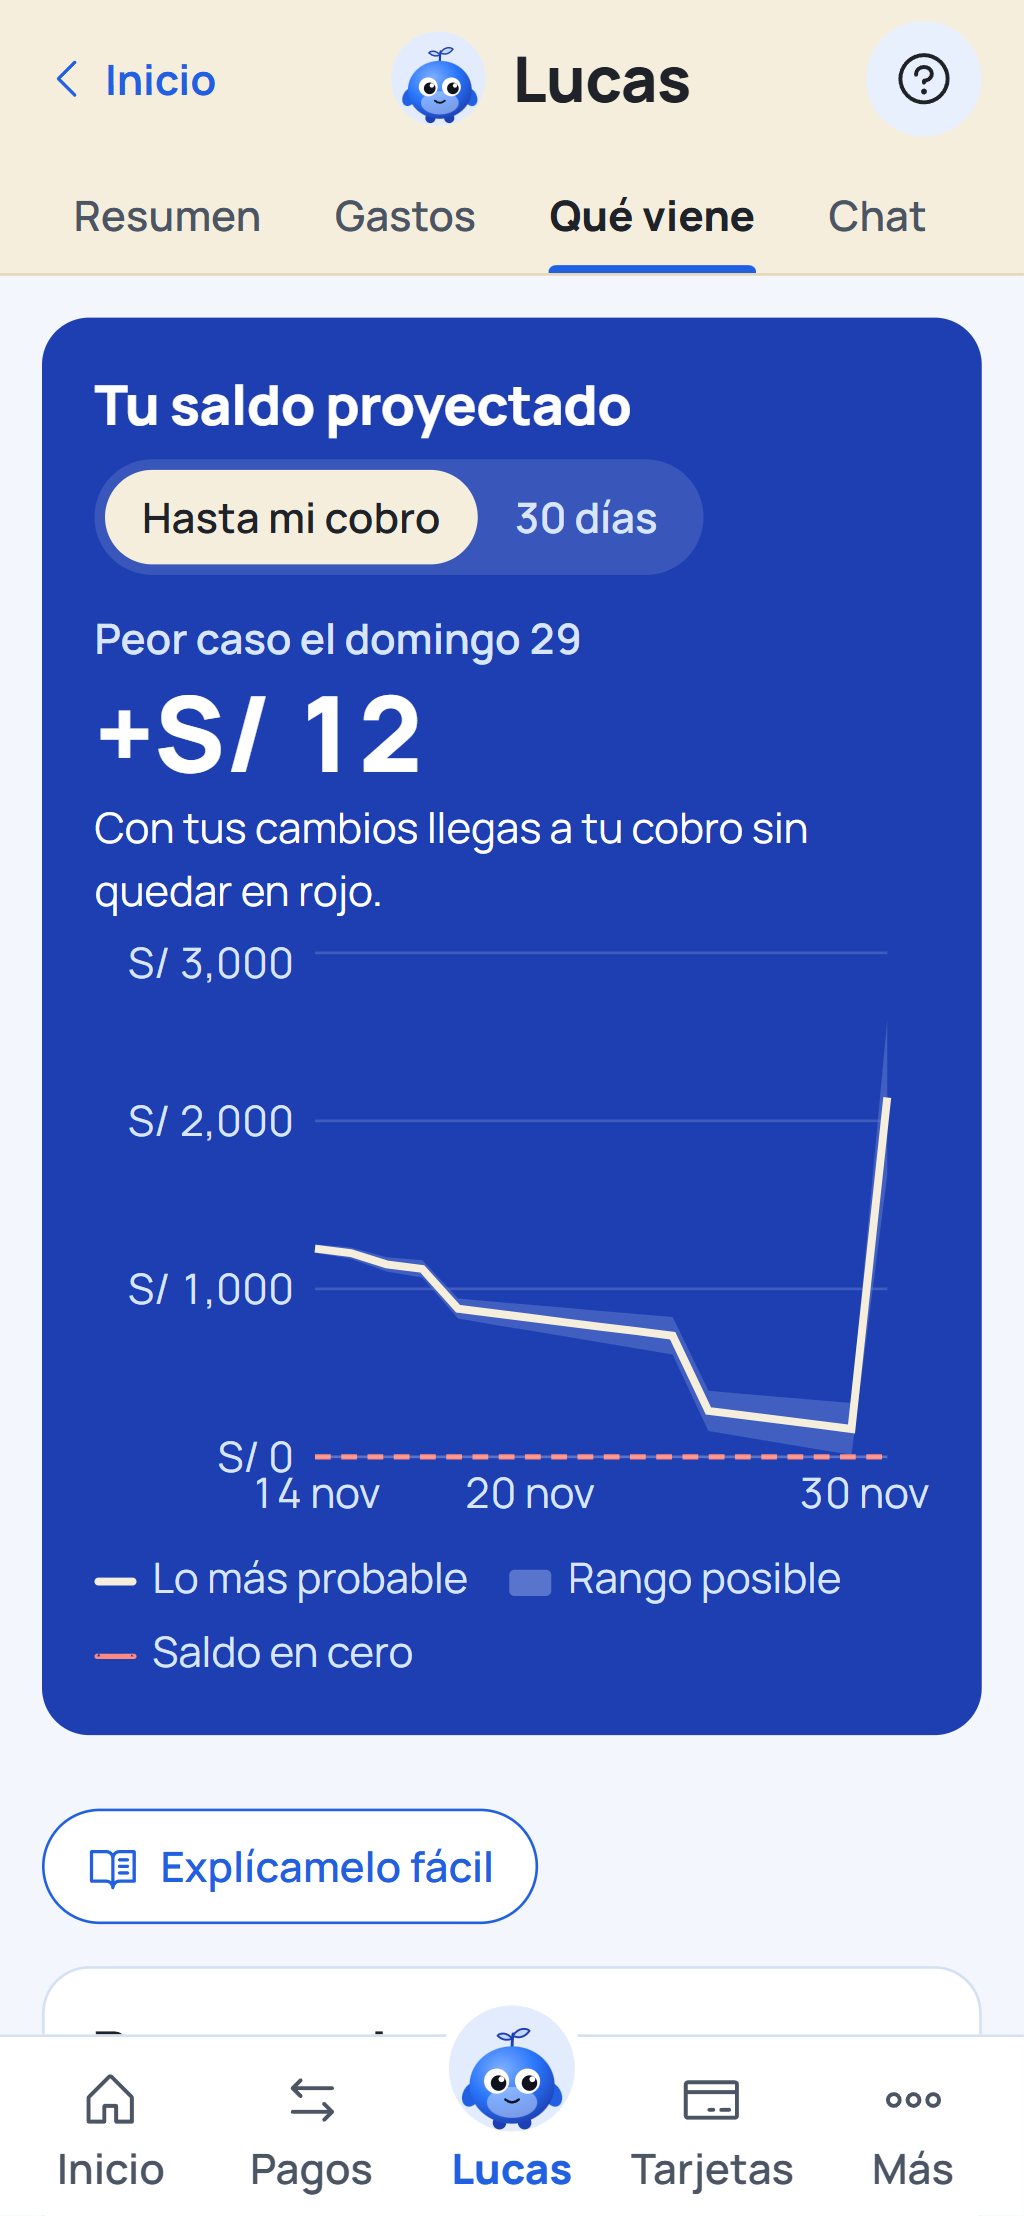 Inicio
Lucas
Resumen
Gastos
Qué viene
Chat
Tu saldo proyectado
Hasta mi cobro
30 días
Peor caso el domingo 29
+S/ 12
Con tus cambios llegas a tu cobro sin
quedar en rojo.
S/ 3,000
S/ 2,000
S/ 1,000
S/ 0
14 nov
20 nov
30 nov
Lo más probable
Rango posible
Saldo en cero
Explícamelo fácil
Inicio
Pagos
Lucas
Tarjetas
Más